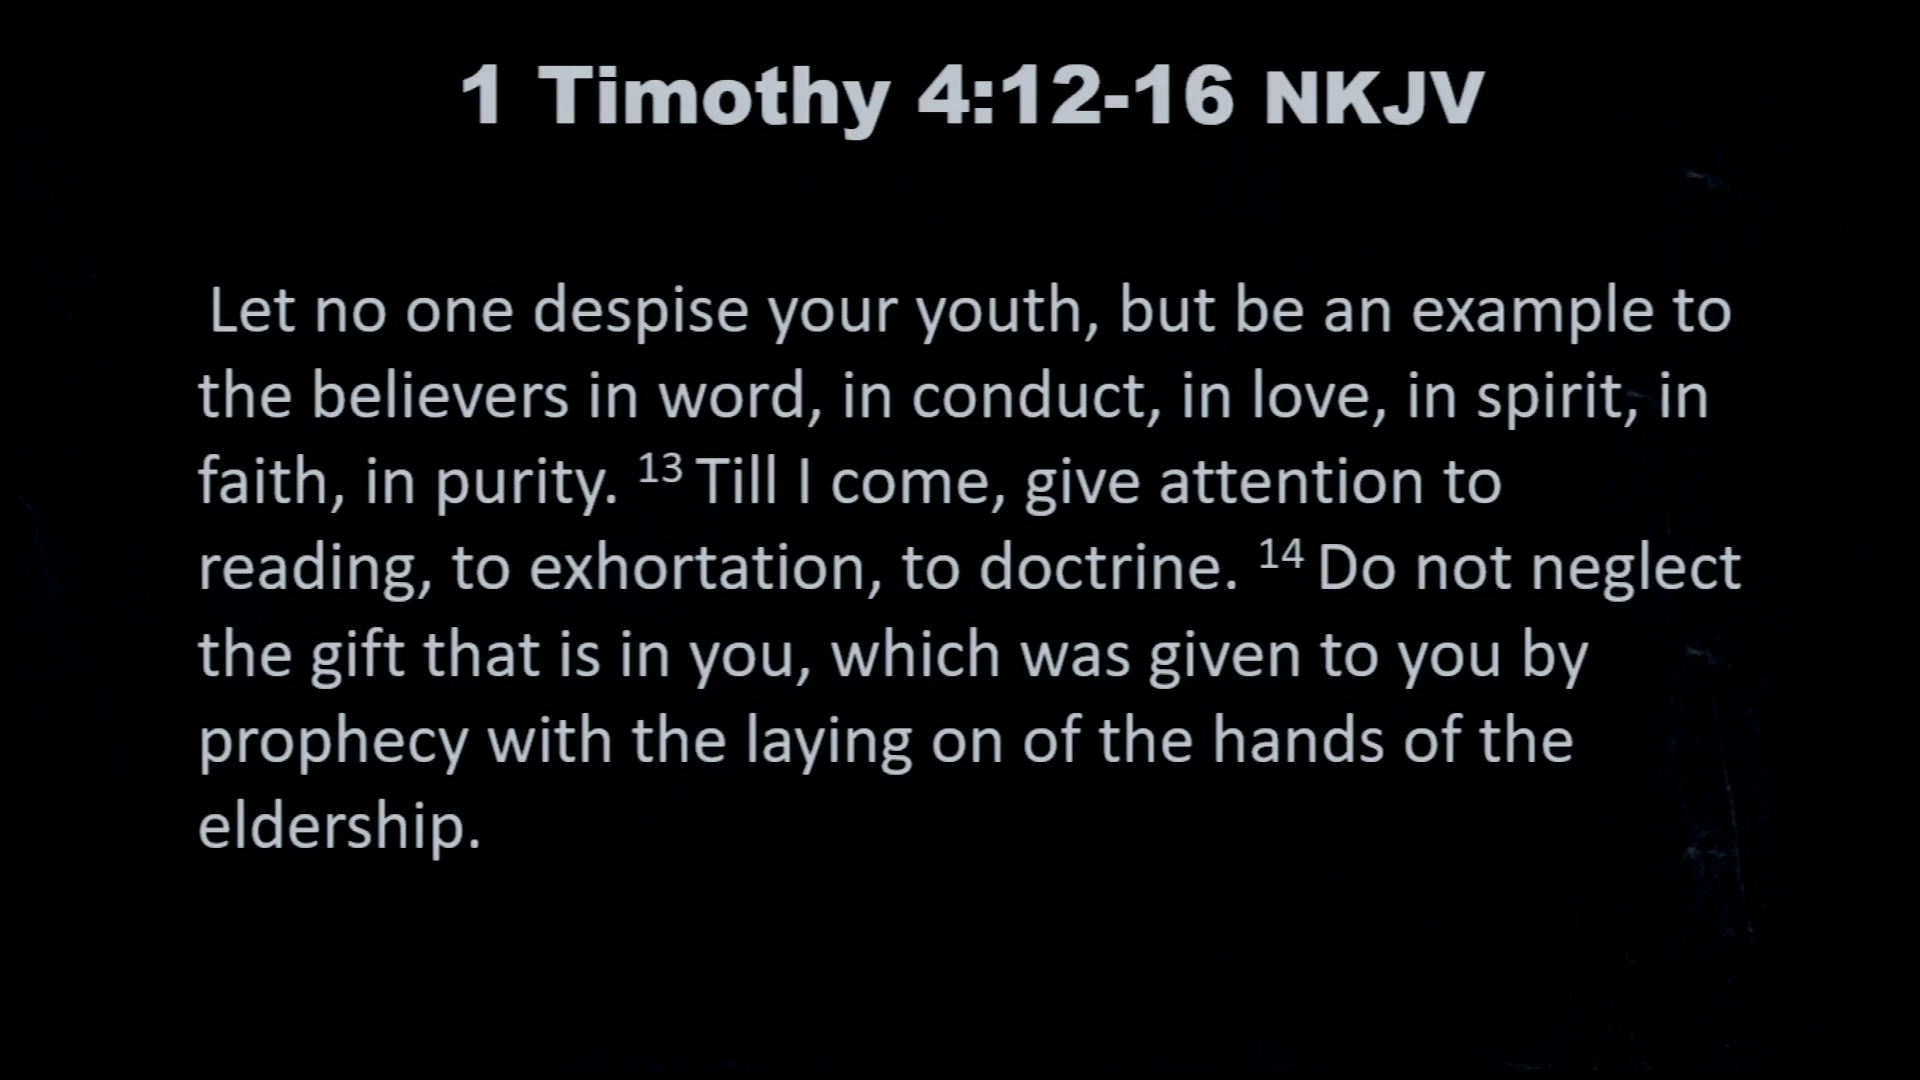 1 Timothy 4:12-16 NKJV
Let no one despise your youth, but be an example to
the believers in word, in conduct, in love, in spirit, in
faith, in purity. 13 Till I come, give attention to
reading, to exhortation, to doctrine. 14 Do not neglect
the gift that is in you, which was given to you by
prophecy with the laying on of the hands of the
eldership.